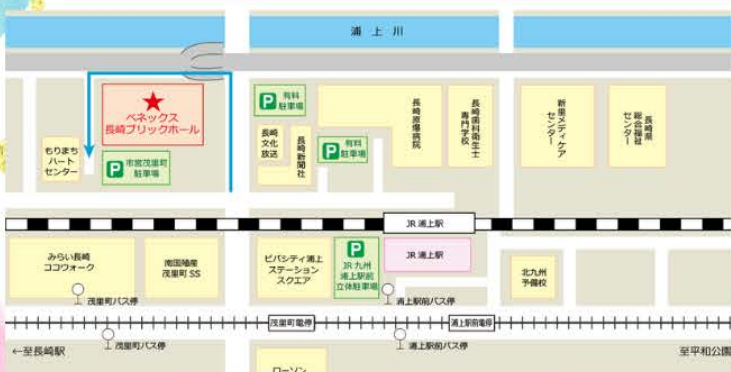 浦上川
ベネックス
長崎ブリックホール
もりまち
ハート
センター
P 市営茂里町
駐車場
P 有料
駐車場
長崎
文化
放送
長崎新聞社
P 有料
駐車場
長崎原爆病院
長崎歯科衛生士
専門学校
新里メディケア
センター
長崎県
総合福祉
センター
JR浦上駅
みらい長崎
ココウォーク
南国殖産
茂里町SS
ビバシティ浦上
ステーション
スクエア
P
JR九州
浦上駅前
立体駐車場
JR浦上駅
北九州
予備校
茂里町バス停
浦上駅前バス停
茂里町電停
浦上駅前電停
←至長崎駅
茂里町バス停
浦上駅前バス停
至平和公園
ローソン